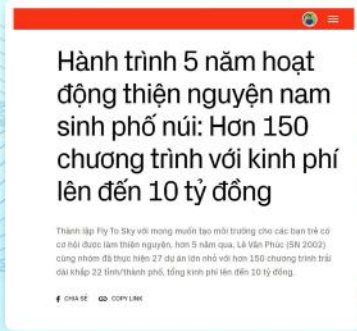 Hành trình 5 năm hoạt
động thiện nguyện nam
sinh phố núi: Hơn 150
chương trình với kinh phí
lên đến 10 tỷ đồng
Thành lập Fly To Sky với mong muốn tạo môi trường cho các bạn trẻ có
cơ hội được làm thiện nguyện, hơn 5 năm qua, Lê Văn Phúc (SN 2002)
cùng nhóm đã thực hiện 27 dự án lớn nhỏ với hơn 150 chương trình trải
dài khắp 22 tỉnh/thành phố, tổng kinh phí lên đến 10 tỷ đồng.
CHIA SẺ COPY LINK